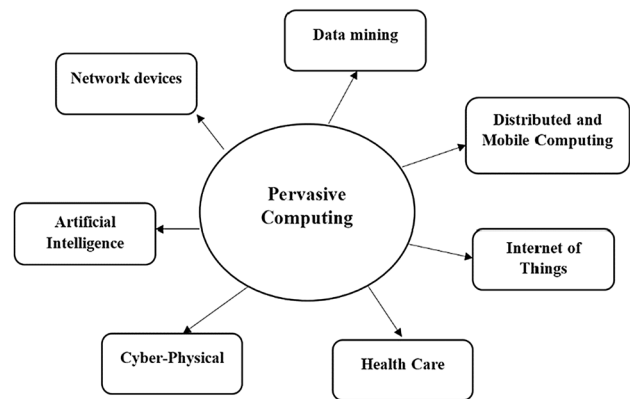 Data mining
Network devices
Distributed and
Mobile Computing
Pervasive
Computing
Artificial
Intelligence
Internet of
Things
Cyber-Physical
Health Care